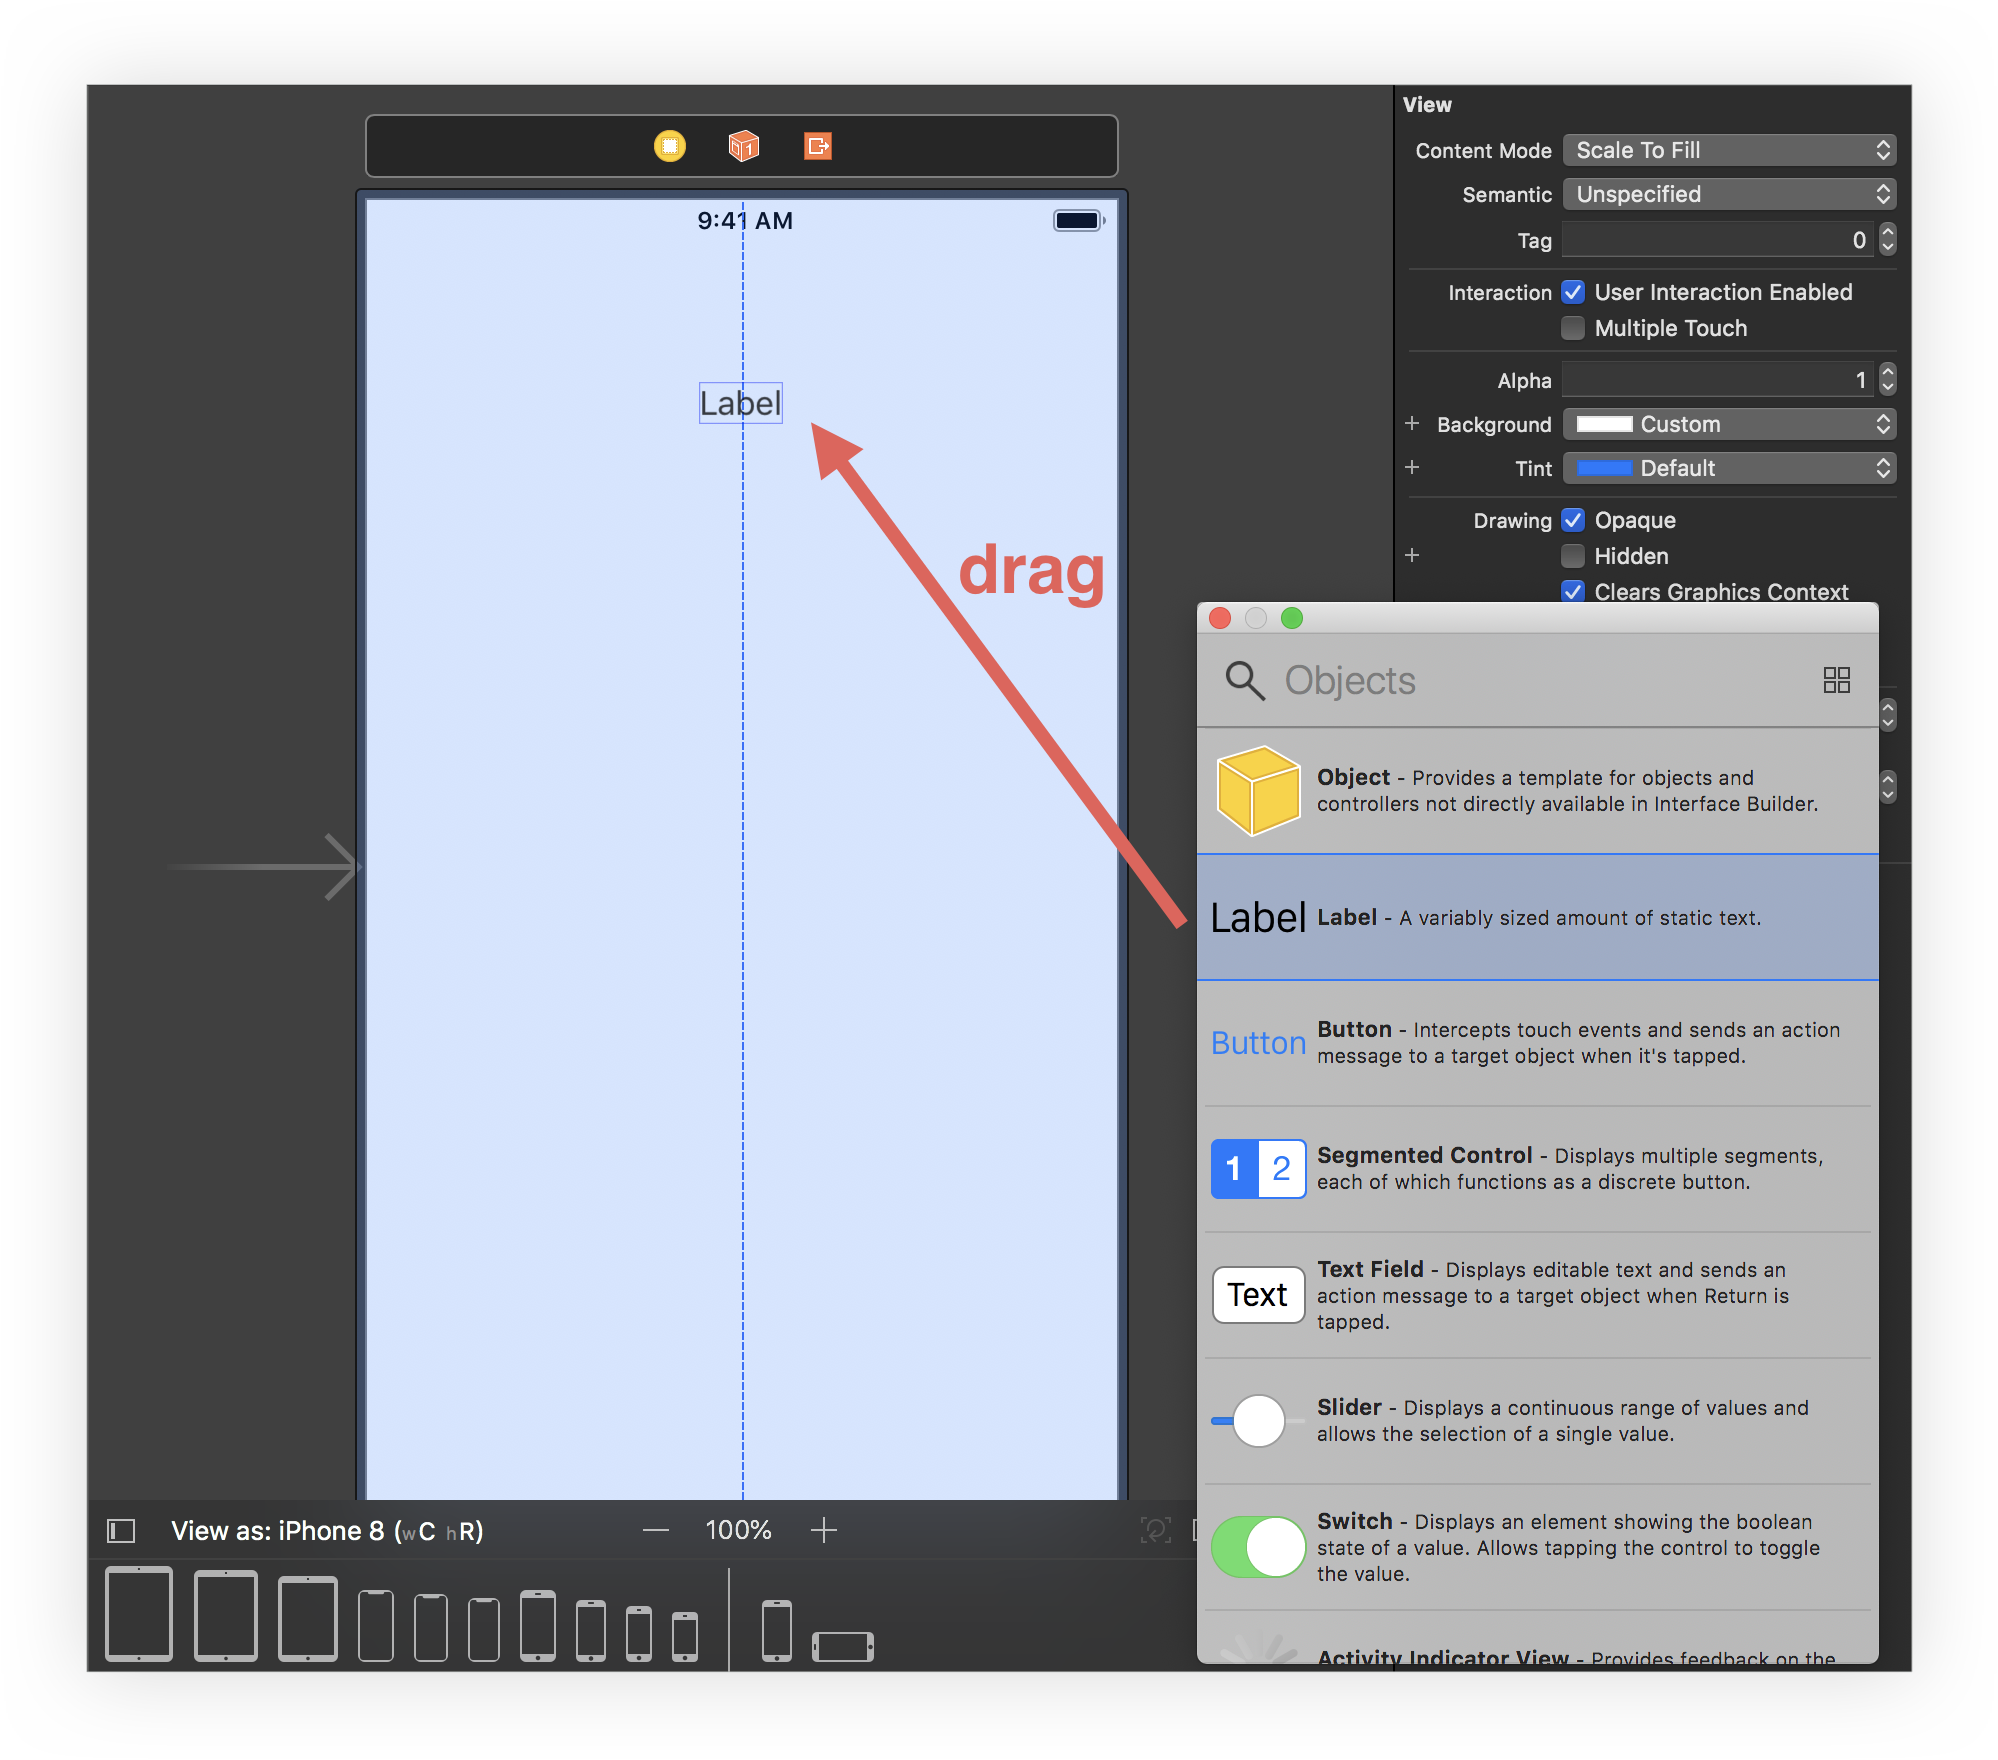 View
Content Mode Scale To Fill
Semantic Unspecified
Tag 0
Interaction User Interaction Enabled
Multiple Touch
Alpha 1
+ Background Custom
+ Tint Default
Drawing Opaque
+ Hidden
Clears Graphics Context
1
9:41 AM
Label
drag
Objects
Object - Provides a template for objects and
controllers not directly available in Interface Builder.
Label Label - A variably sized amount of static text.
Button Button - Intercepts touch events and sends an action
message to a target object when it's tapped.
1 2 Segmented Control - Displays multiple segments,
each of which functions as a discrete button.
Text Text Field - Displays editable text and sends an
action message to a target object when Return is
tapped.
Slider - Displays a continuous range of values and
allows the selection of a single value.
Switch - Displays an element showing the boolean
state of a value. Allows tapping the control to toggle
the value.
Activity Indicator View - Provides feedback on the
View as: iPhone 8 (wC hR) — 100% +